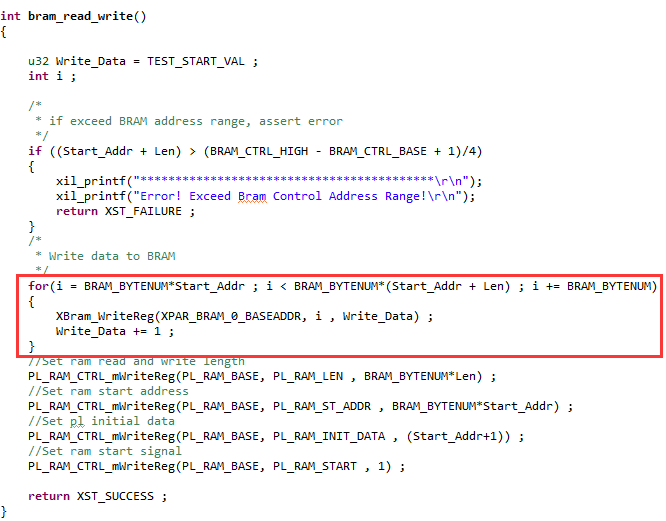 int bram_read_write()
{
u32 Write_Data = TEST_START_VAL ;
int i ;
/*
* if exceed BRAM address range, assert error
*/
if ((Start_Addr + Len) > (BRAM_CTRL_HIGH - BRAM_CTRL_BASE + 1)/4)
{
xil_printf("******************************************\r\n");
xil_printf("Error! Exceed Bram Control Address Range!\r\n");
return XST_FAILURE ;
}
/*
* Write data to BRAM
*/
for(i = BRAM_BYTENUM*Start_Addr ; i < BRAM_BYTENUM*(Start_Addr + Len) ; i += BRAM_BYTENUM)
{
XBram_WriteReg(XPAR_BRAM_0_BASEADDR, i , Write_Data) ;
Write_Data += 1 ;
}
//Set ram read and write length
PL_RAM_CTRL_mWriteReg(PL_RAM_BASE, PL_RAM_LEN , BRAM_BYTENUM*Len) ;
//Set ram start address
PL_RAM_CTRL_mWriteReg(PL_RAM_BASE, PL_RAM_ST_ADDR , BRAM_BYTENUM*Start_Addr) ;
//Set pl initial data
PL_RAM_CTRL_mWriteReg(PL_RAM_BASE, PL_RAM_INIT_DATA , (Start_Addr+1)) ;
//Set ram start signal
PL_RAM_CTRL_mWriteReg(PL_RAM_BASE, PL_RAM_START , 1) ;
return XST_SUCCESS ;
}